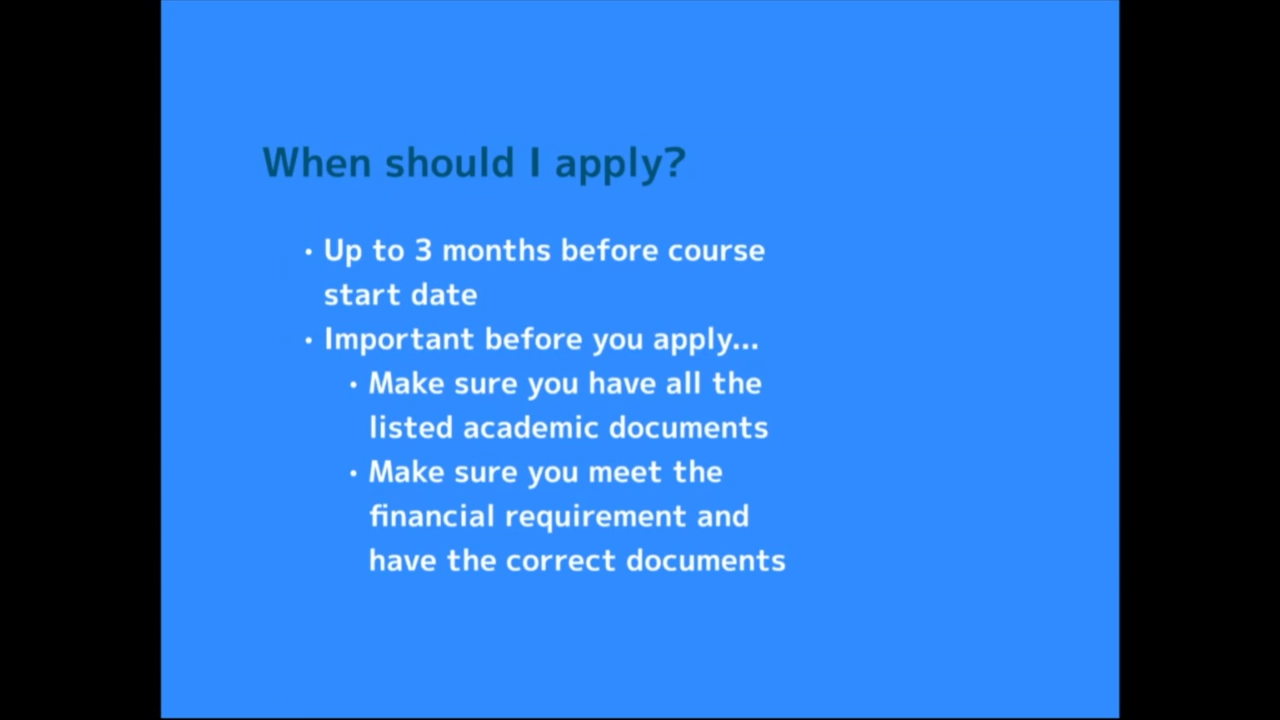 When should I apply?
• Up to 3 months before course
start date
• Important before you apply...
• Make sure you have all the
listed academic documents
• Make sure you meet the
financial requirement and
have the correct documents